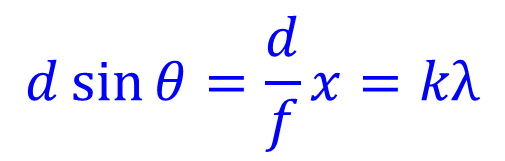 d sin θ = d/f x = kλ